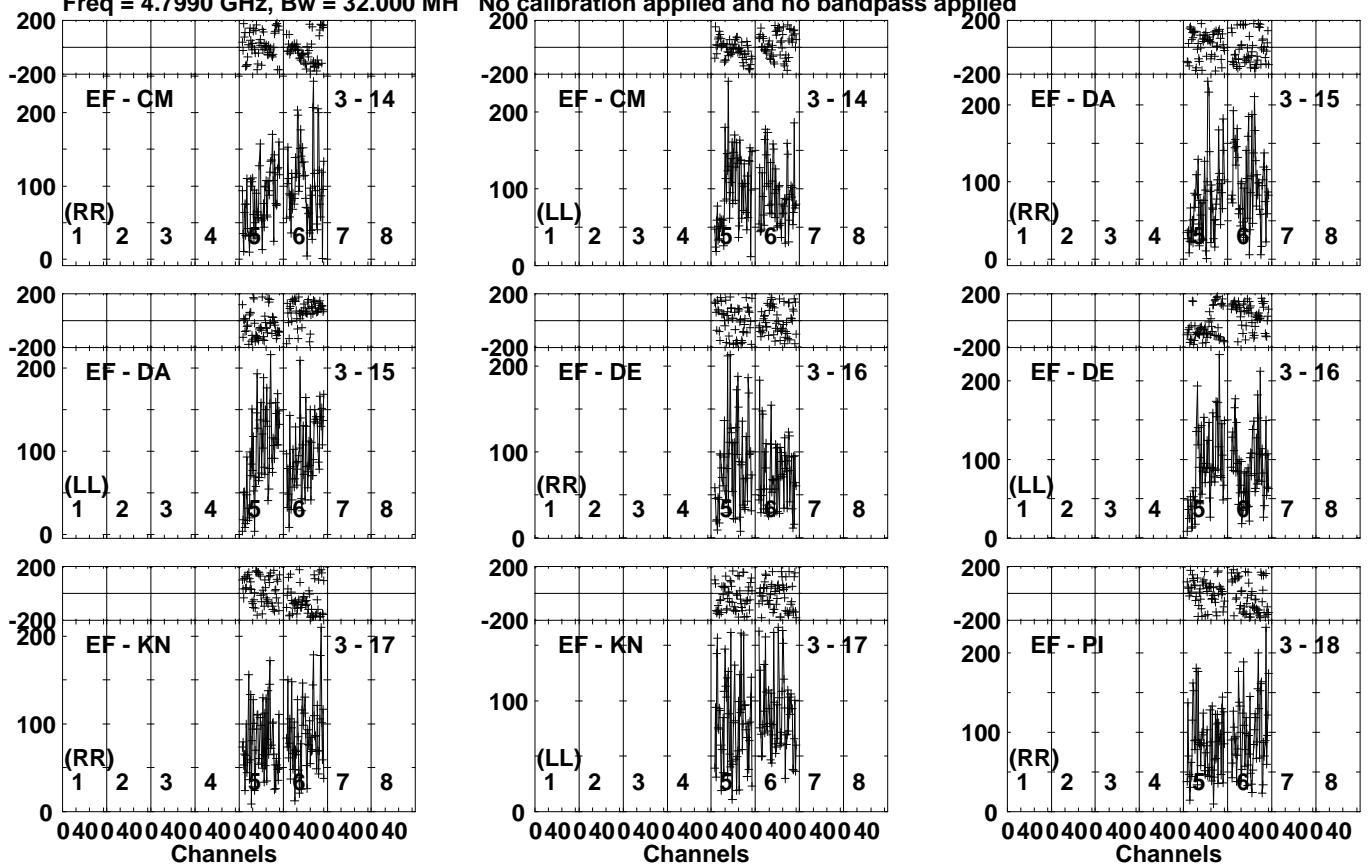 Freq = 4.7990 GHz, Bw = 32.000 MH No calibration applied and no bandpass applied
200 200 200
-200 -200 -200
EF - CM 3 - 14 EF - CM 3 - 14 EF - DA 3 - 15
200 200 200
100 100 100
(RR) (LL) (RR)
1 2 3 4 5 6 7 8 1 2 3 4 5 6 7 8 1 2 3 4 5 6 7 8
0 0 0
200 200 200
-200 -200 -200
EF - DA 3 - 15 EF - DE 3 - 16 EF - DE 3 - 16
200 200 200
100 100 100
(LL) (RR) (LL)
1 2 3 4 5 6 7 8 1 2 3 4 5 6 7 8 1 2 3 4 5 6 7 8
0 0 0
200 200 200
-200 -200 -200
EF - KN 3 - 17 EF - KN 3 - 17 EF - PI 3 - 18
200 200
100 100 100
(RR) (LL) (RR)
1 2 3 4 5 6 7 8 1 2 3 4 5 6 7 8 1 2 3 4 5 6 7 8
0 0 0
0 40 0 40 0 40 0 40 0 40 0 40 0 40 0 40 0 40 0 40 0 40 0 40 0 40 0 40 0 40 0 40 0 40 0 40 0 40 0 40 0 40 0 40 0 40 0 40
Channels Channels Channels